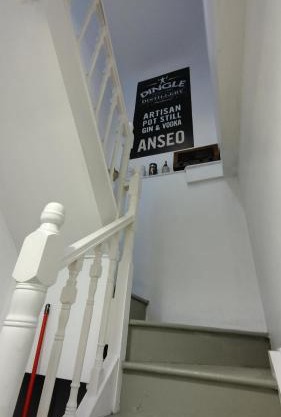 DINGLE
DISTILLERY
ARTISAN
POT STILL
GIN & VODKA
ANSEO